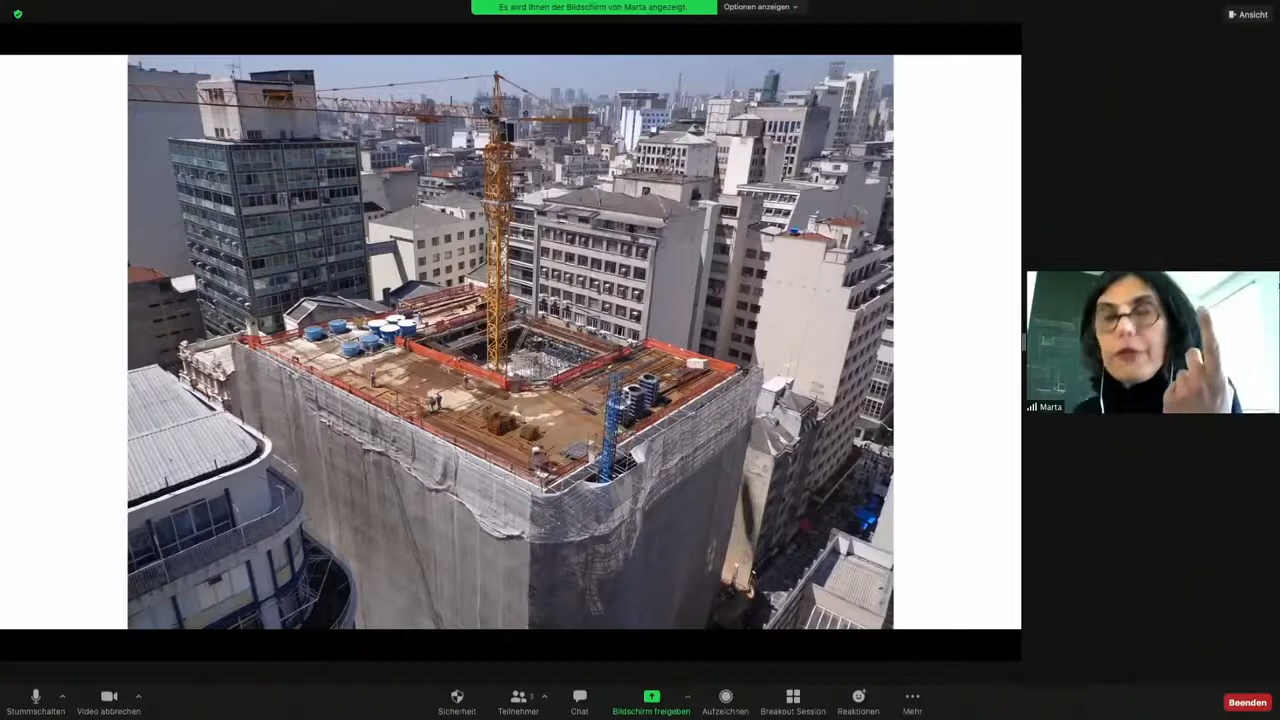 Es wird Ihnen der Bildschirm von Marta angezeigt.
Optionen anzeigen
Ansicht
Marta
Stummschalten
Video abbrechen
Sicherheit
3
Teilnehmer
Chat
Bildschirm freigeben
Aufzeichnen
Breakout Session
Reaktionen
Mehr
Beenden